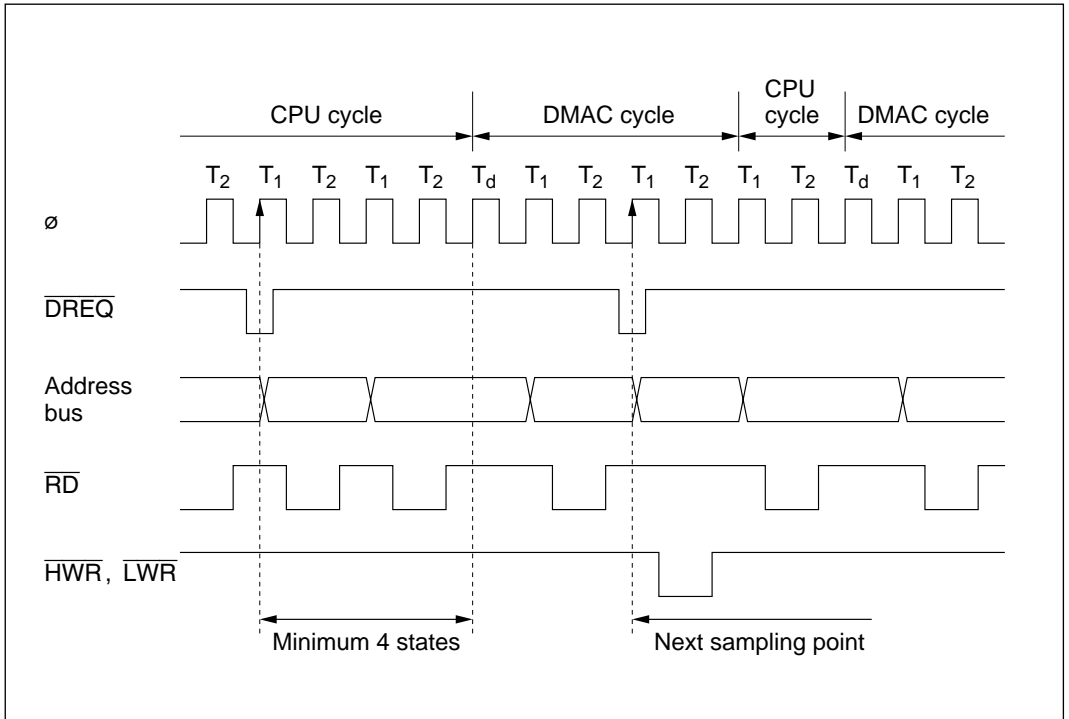 CPU cycle DMAC cycle CPU cycle DMAC cycle
T2 T1 T2 T1 T2 Td T1 T2 T1 T2 T1 T2 Td T1 T2
ø
DREQ
Address
bus
RD
HWR, LWR
Minimum 4 states Next sampling point